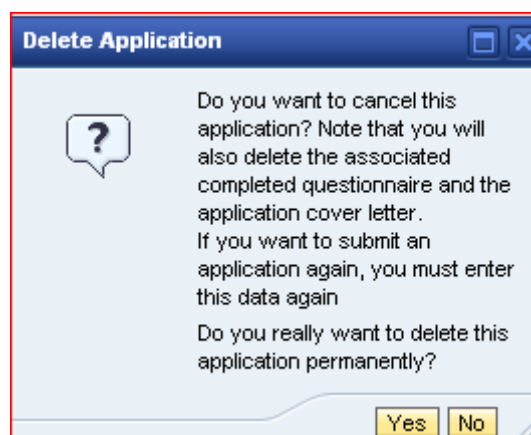 Delete Application
Do you want to cancel this
application? Note that you will
also delete the associated
completed questionnaire and the
application cover letter.
If you want to submit an
application again, you must enter
this data again
Do you really want to delete this
application permanently?
?
Yes No